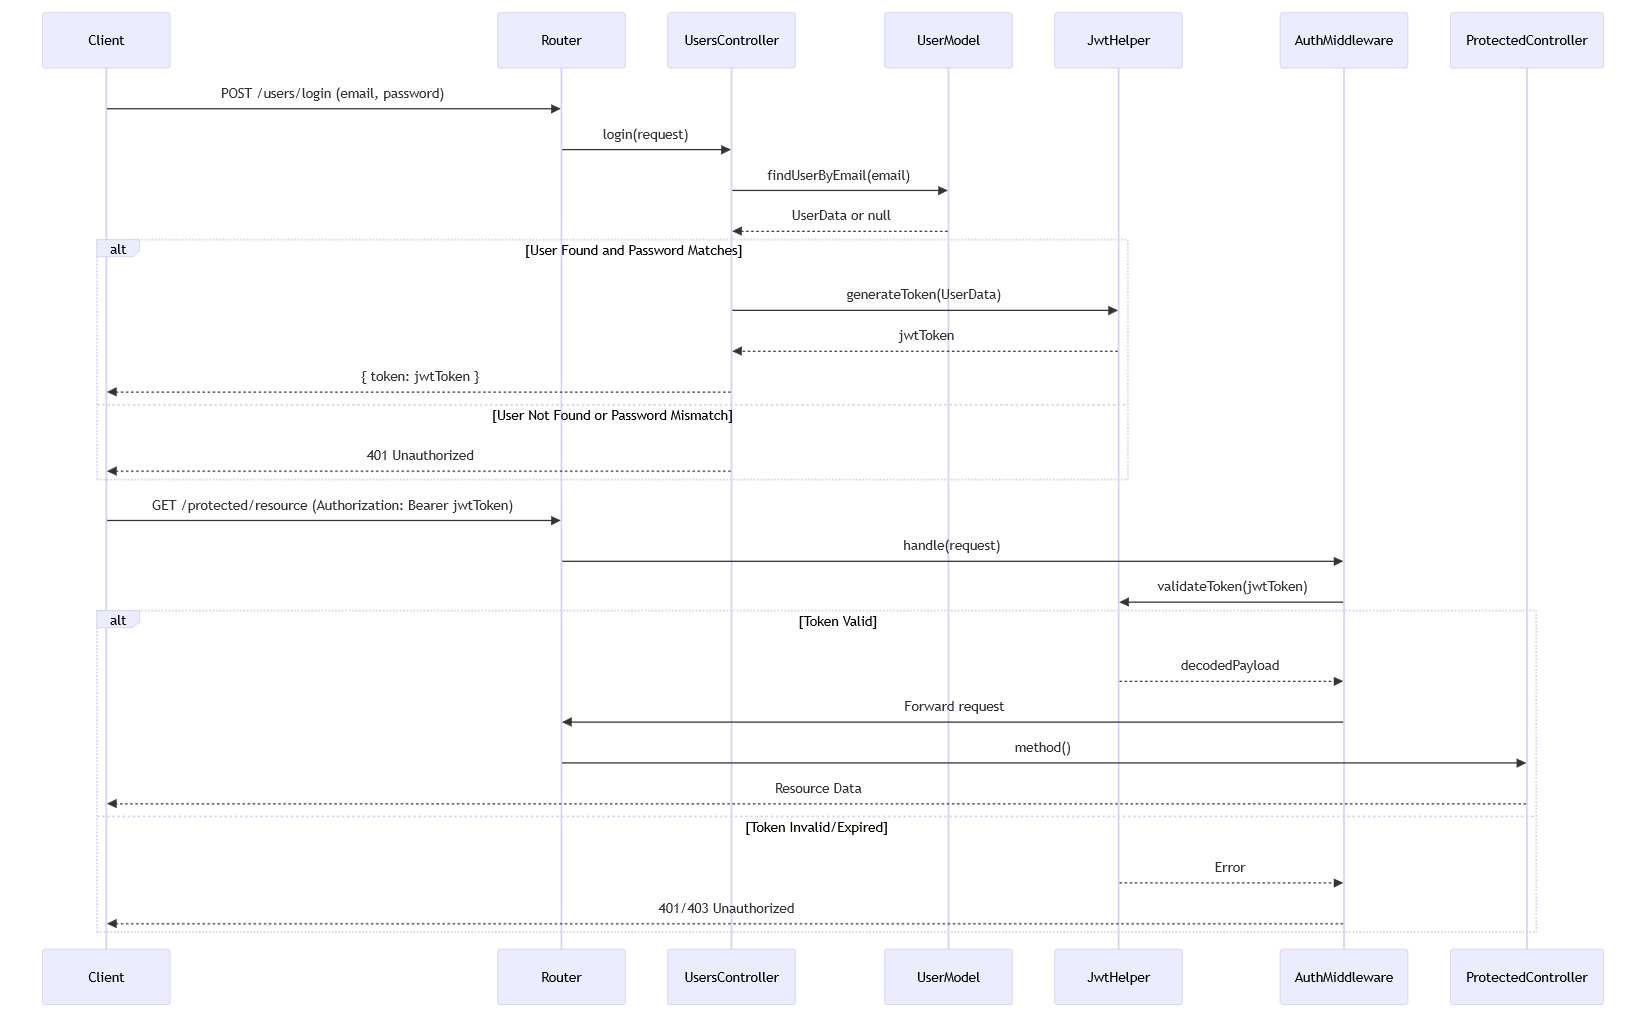 Client
Router
UsersController
UserModel
JwtHelper
AuthMiddleware
ProtectedController
POST /users/login (email, password)
login(request)
findUserByEmail(email)
UserData or null
alt
[User Found and Password Matches]
generateToken(UserData)
jwtToken
{ token: jwtToken }
[User Not Found or Password Mismatch]
401 Unauthorized
GET /protected/resource (Authorization: Bearer jwtToken)
handle(request)
validateToken(jwtToken)
alt
[Token Valid]
decodedPayload
Forward request
method()
Resource Data
[Token Invalid/Expired]
Error
401/403 Unauthorized
Client
Router
UsersController
UserModel
JwtHelper
AuthMiddleware
ProtectedController